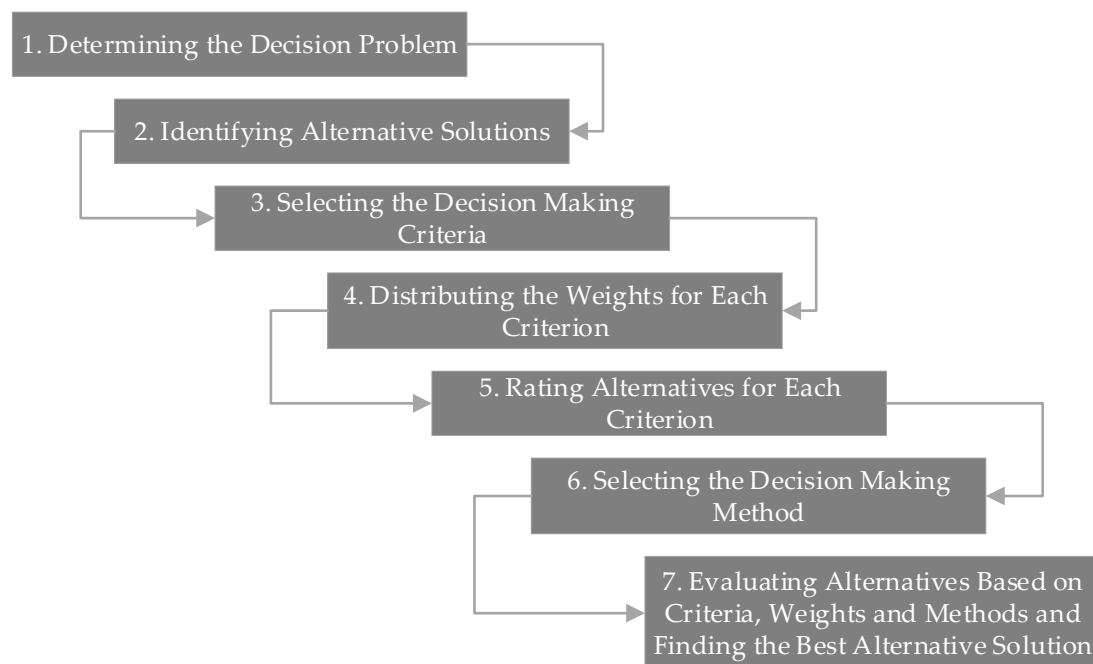 1. Determining the Decision Problem
2. Identifying Alternative Solutions
3. Selecting the Decision Making
Criteria
4. Distributing the Weights for Each
Criterion
5. Rating Alternatives for Each
Criterion
6. Selecting the Decision Making
Method
7. Evaluating Alternatives Based on
Criteria, Weights and Methods and
Finding the Best Alternative Solution